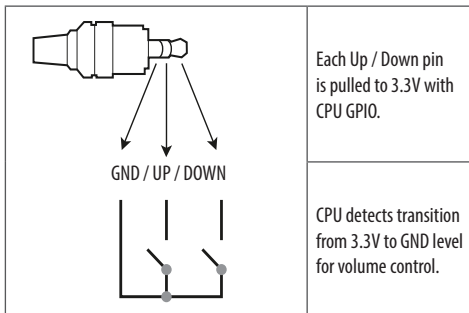 Each Up / Down pin
is pulled to 3.3V with
CPU GPIO.
GND / UP / DOWN
CPU detects transition
from 3.3V to GND level
for volume control.